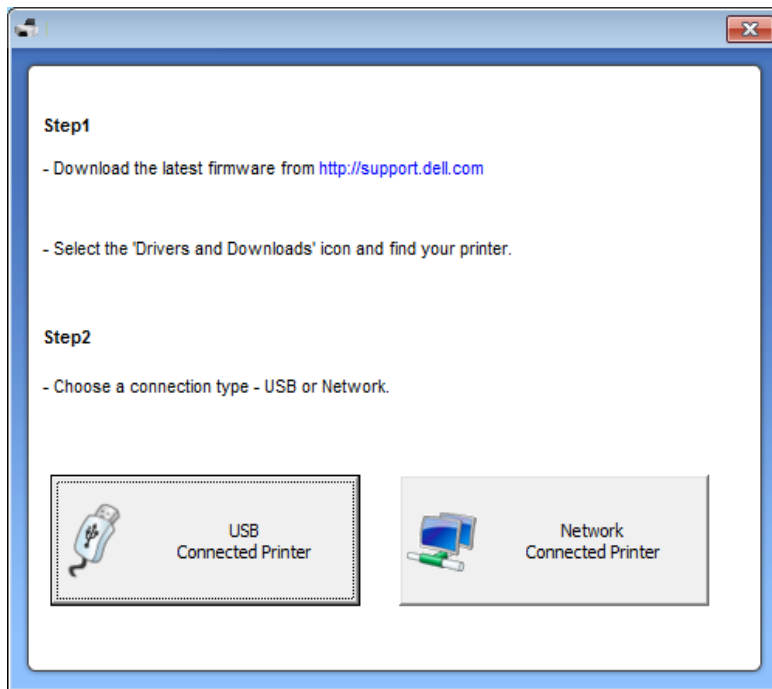 Step1
- Download the latest firmware from http://support.dell.com
- Select the 'Drivers and Downloads' icon and find your printer.
Step2
- Choose a connection type - USB or Network.
USB
Connected Printer
Network
Connected Printer